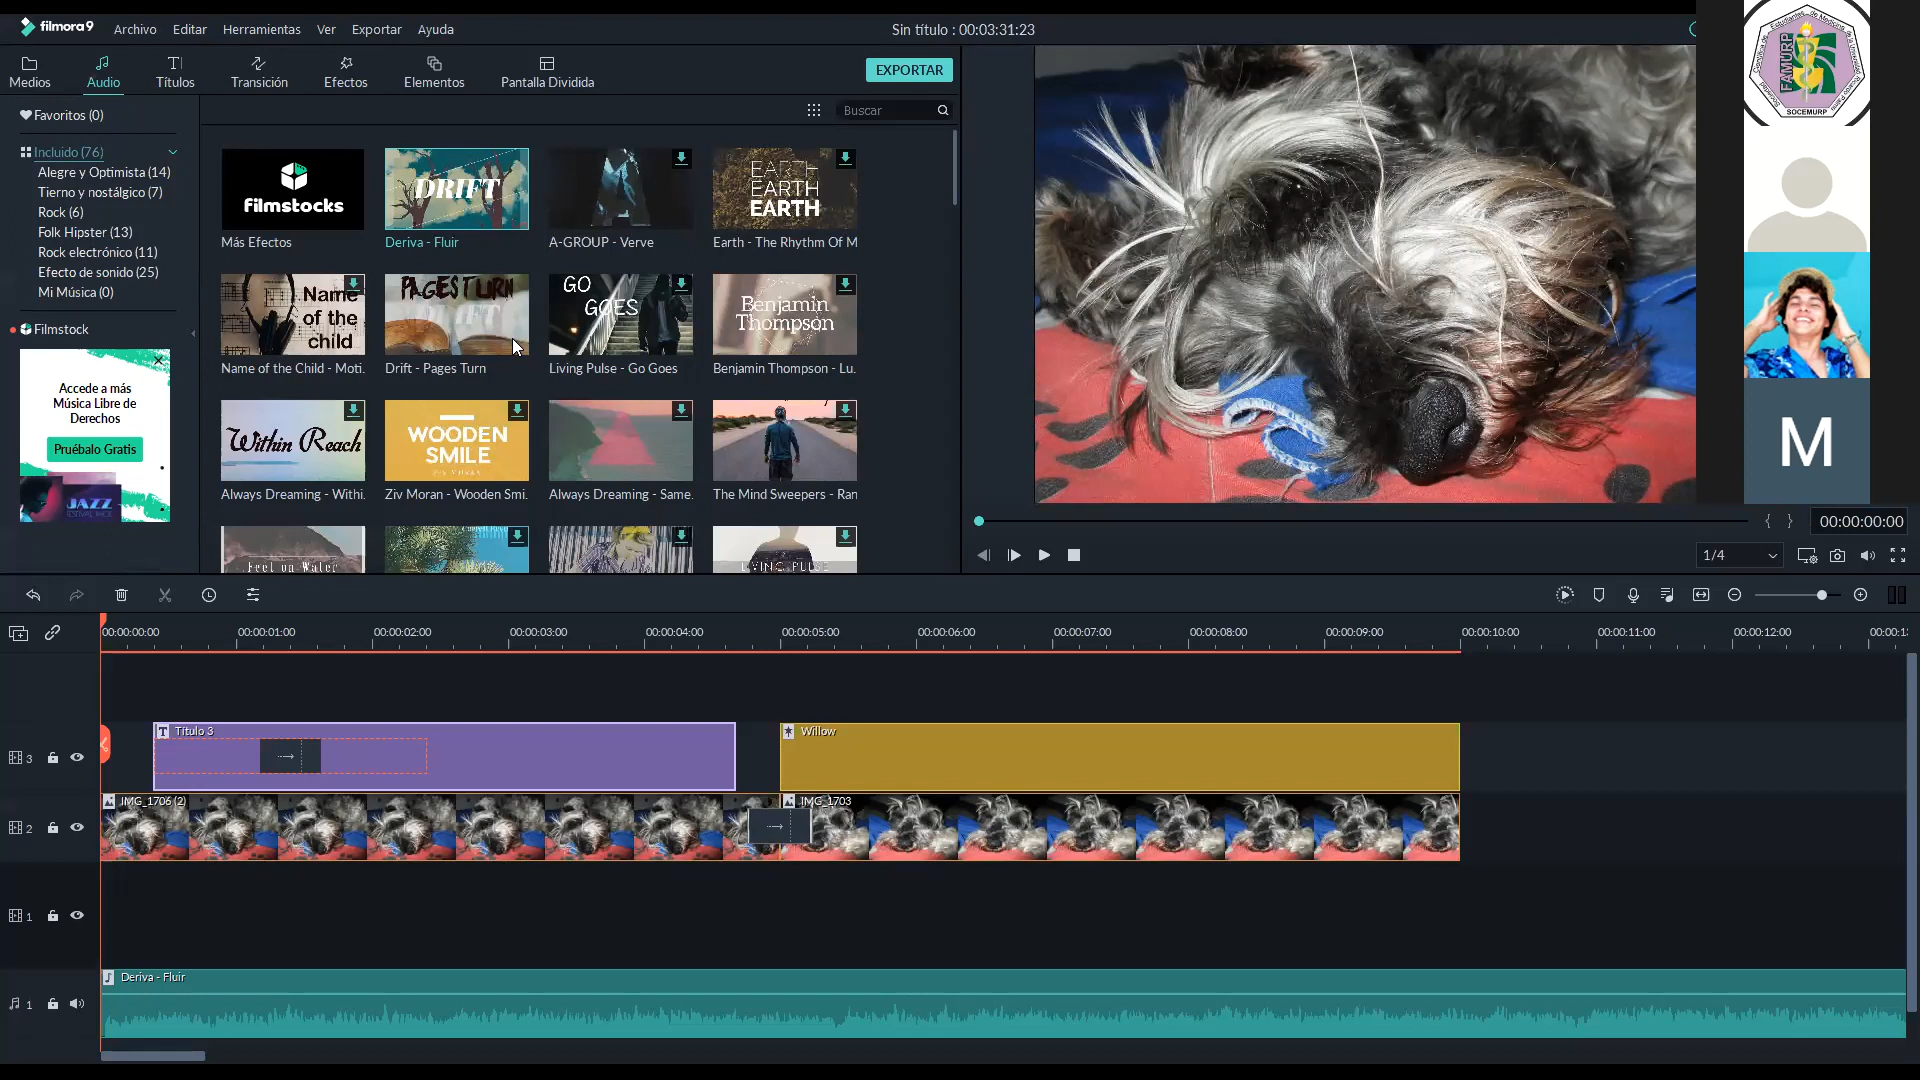 filmora9
Archivo Editar Herramientas Ver Exportar Ayuda
Sin título : 00:03:31:23
Medios Audio Títulos Transición Efectos Elementos Pantalla Dividida
EXPORTAR
Favoritos (0)
Buscar
Incluido (76)
Alegre y Optimista (14)
Tierno y nostálgico (7)
Rock (6)
Folk Hipster (13)
Rock electrónico (11)
Efecto de sonido (25)
Mi Música (0)
Filmstock
Accede a más
Música Libre de
Derechos
Pruébalo Gratis
JAZZ
filmstocks
DRIFT
EARTH
EARTH
EARTH
Más Efectos
Deriva - Fluir
A-GROUP - Verve
Earth - The Rhythm Of M
Name
of the
child
PAGES TURN
DRIFT
GO
GOES
Benjamin
Thompson
Name of the Child - Moti.
Drift - Pages Turn
Living Pulse - Go Goes
Benjamin Thompson - Lu.
Within Reach
WOODEN
SMILE
Always Dreaming - Withi.
Ziv Moran - Wooden Smi.
Always Dreaming - Same.
The Mind Sweepers - Ran
Feet on Water
LIVING PULSE
FAMURP
SOCEMURP
M
00:00:00:00
1/4
00:00:00:00 00:00:01:00 00:00:02:00 00:00:03:00 00:00:04:00 00:00:05:00 00:00:06:00 00:00:07:00 00:00:08:00 00:00:09:00 00:00:10:00 00:00:11:00 00:00:12:00
T Título 3
Willow
3
IMG_1706 (2)
IMG_1703
2
1
Deriva - Fluir
1